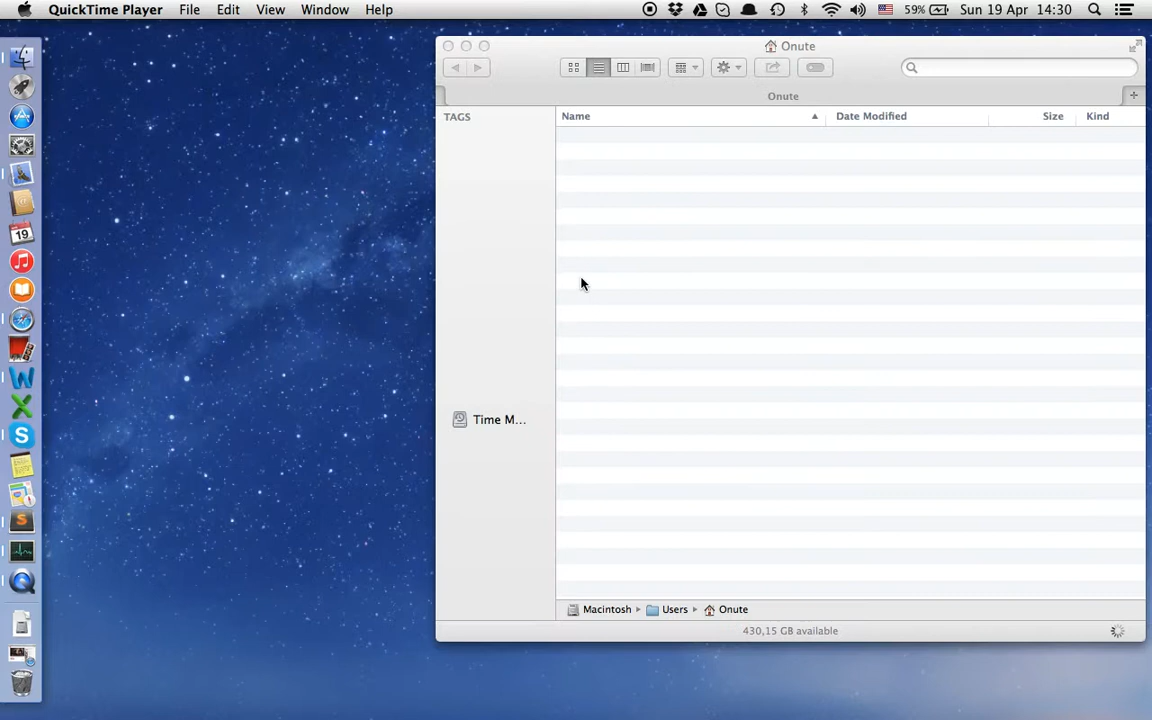 QuickTime Player File Edit View Window Help 59% Sun 19 Apr 14:30
Onute
Onute
TAGS
Name Date Modified Size Kind
19
Time M...
W
X
S
S
Macintosh Users Onute
430,15 GB available